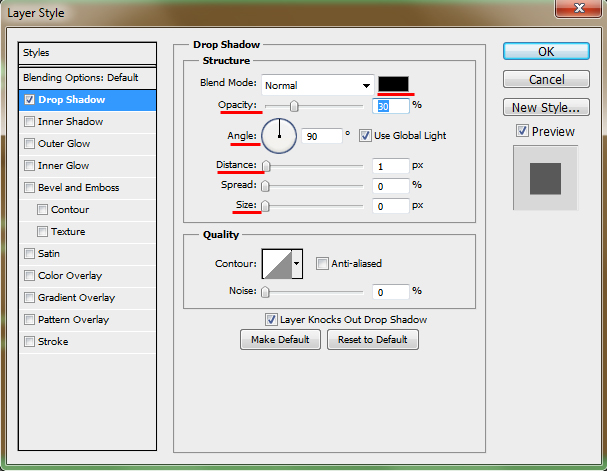 Layer Style
Styles
Blending Options: Default
Drop Shadow
Inner Shadow
Outer Glow
Inner Glow
Bevel and Emboss
Contour
Texture
Satin
Color Overlay
Gradient Overlay
Pattern Overlay
Stroke
Drop Shadow
Structure
Blend Mode: Normal
Opacity: 30 %
Angle: 90 ° Use Global Light
Distance: 1 px
Spread: 0 %
Size: 0 px
Quality
Contour: Anti-aliased
Noise: 0 %
Layer Knocks Out Drop Shadow
Make Default Reset to Default
OK
Cancel
New Style...
Preview